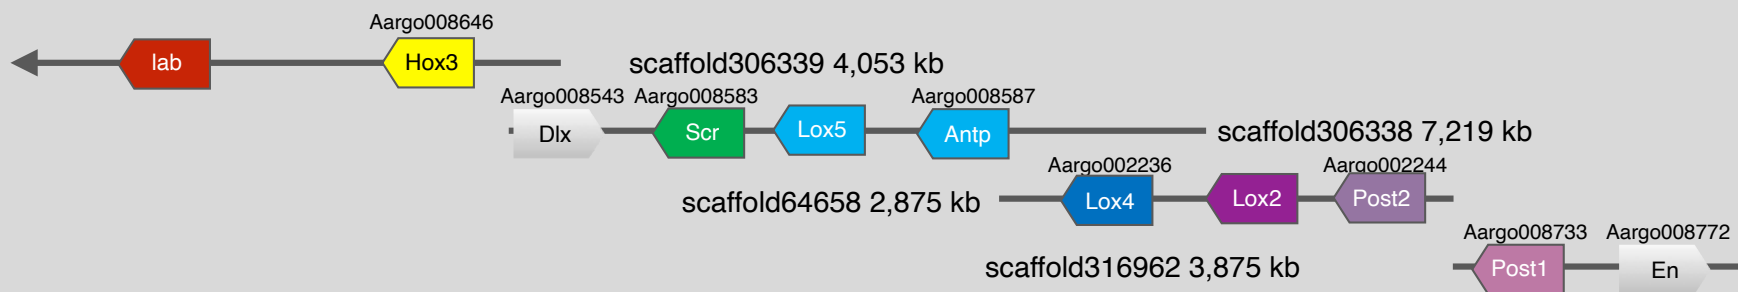 Aargo008646
lab Hox3 scaffold306339 4,053 kb
Aargo008543 Aargo008583 Aargo008587
Dlx Scr Lox5 Antp scaffold306338 7,219 kb
Aargo002236 Aargo002244
scaffold64658 2,875 kb Lox4 Lox2 Post2
Aargo008733 Aargo008772
scaffold316962 3,875 kb Post1 En